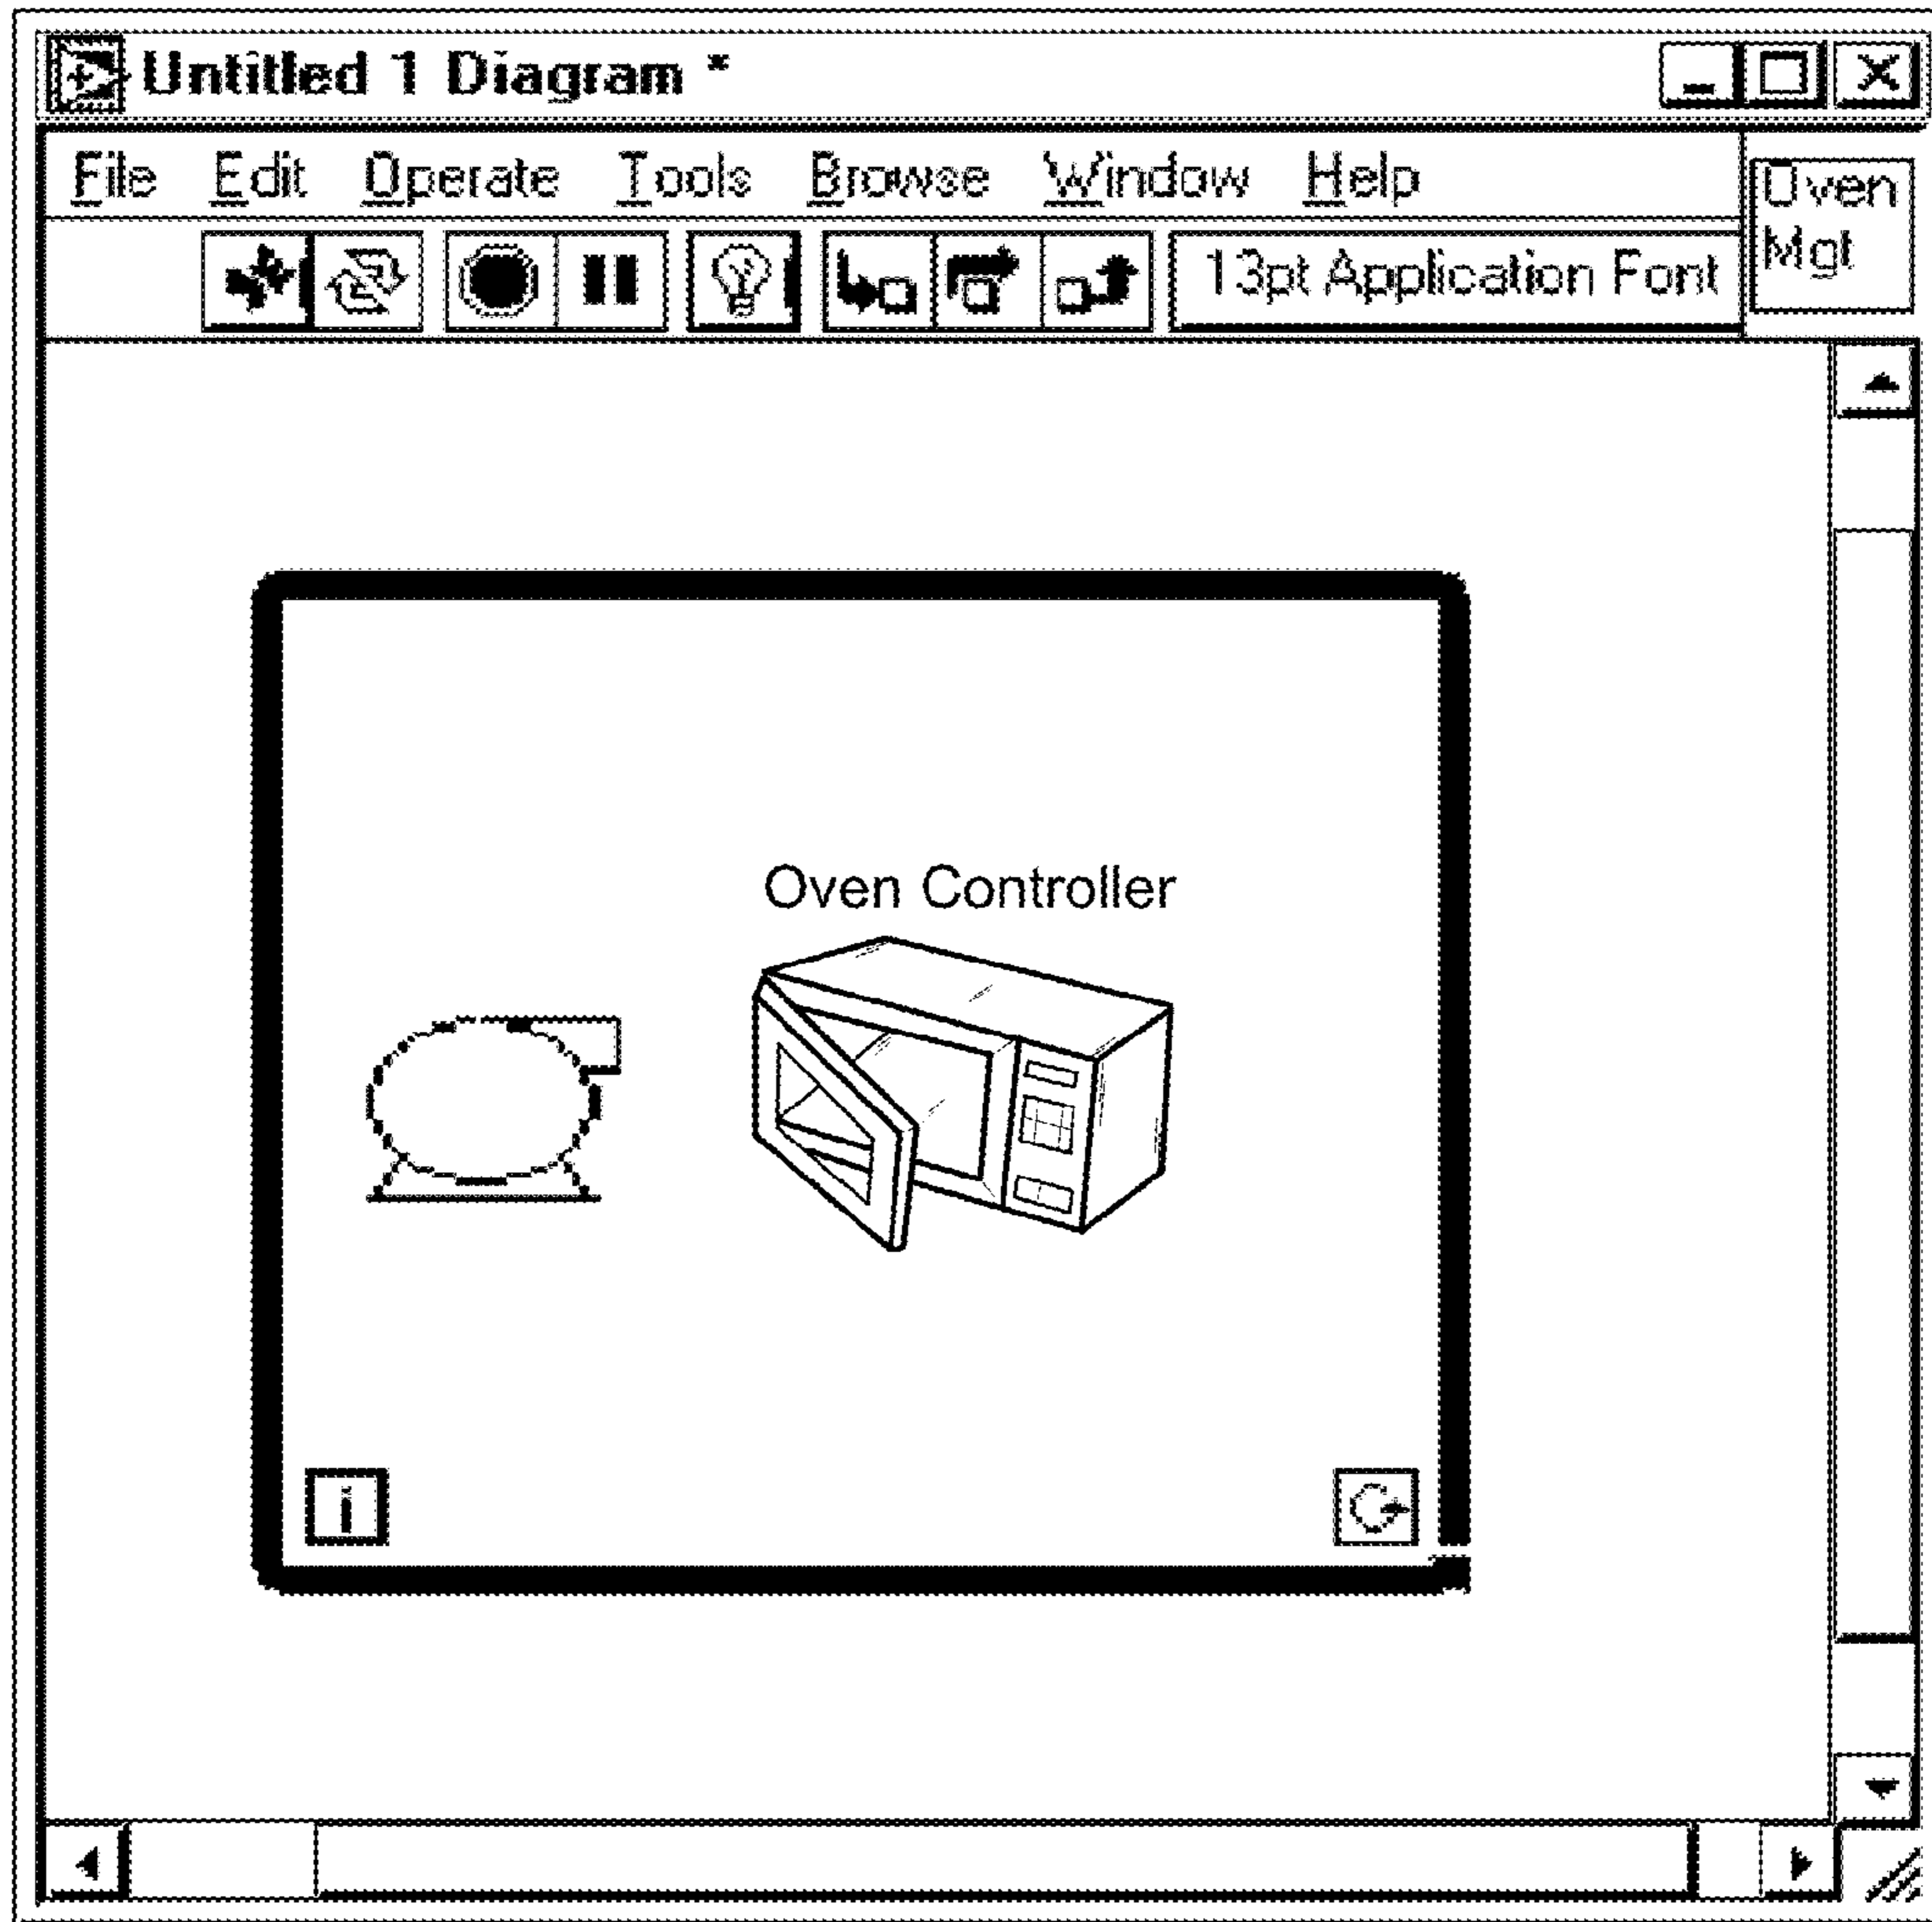 Untitled 1 Diagram *
File Edit Operate Tools Browse Window Help
Oven
Mgt
13pt Application Font
Oven Controller
i